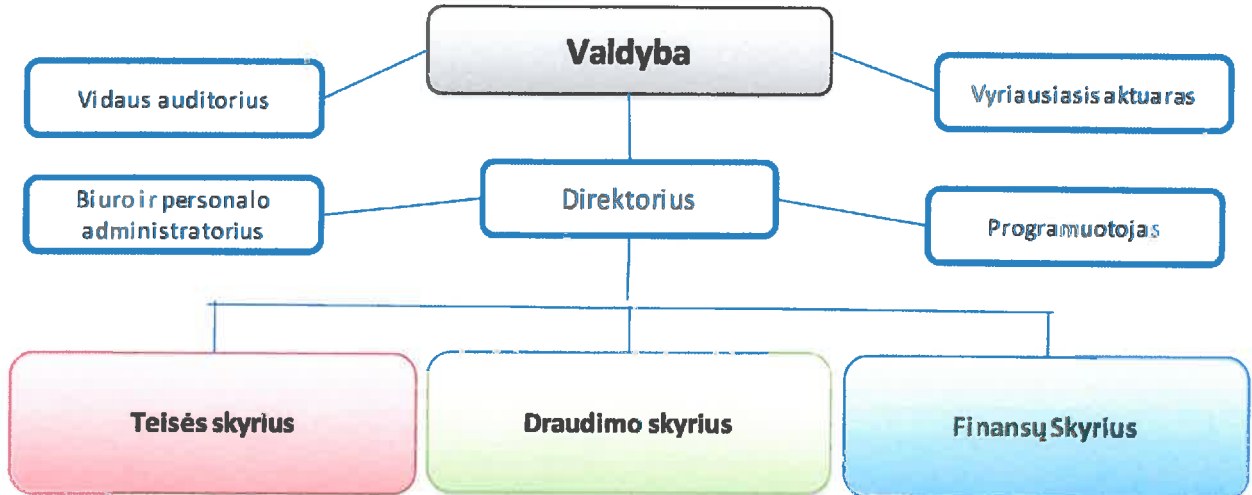 Valdyba
Vidaus auditorius
Vyriausiasis aktuaras
Biuro ir personalo
administratorius
Direktorius
Programuotojas
Teisės skyrius
Draudimo skyrius
Finansų Skyrius